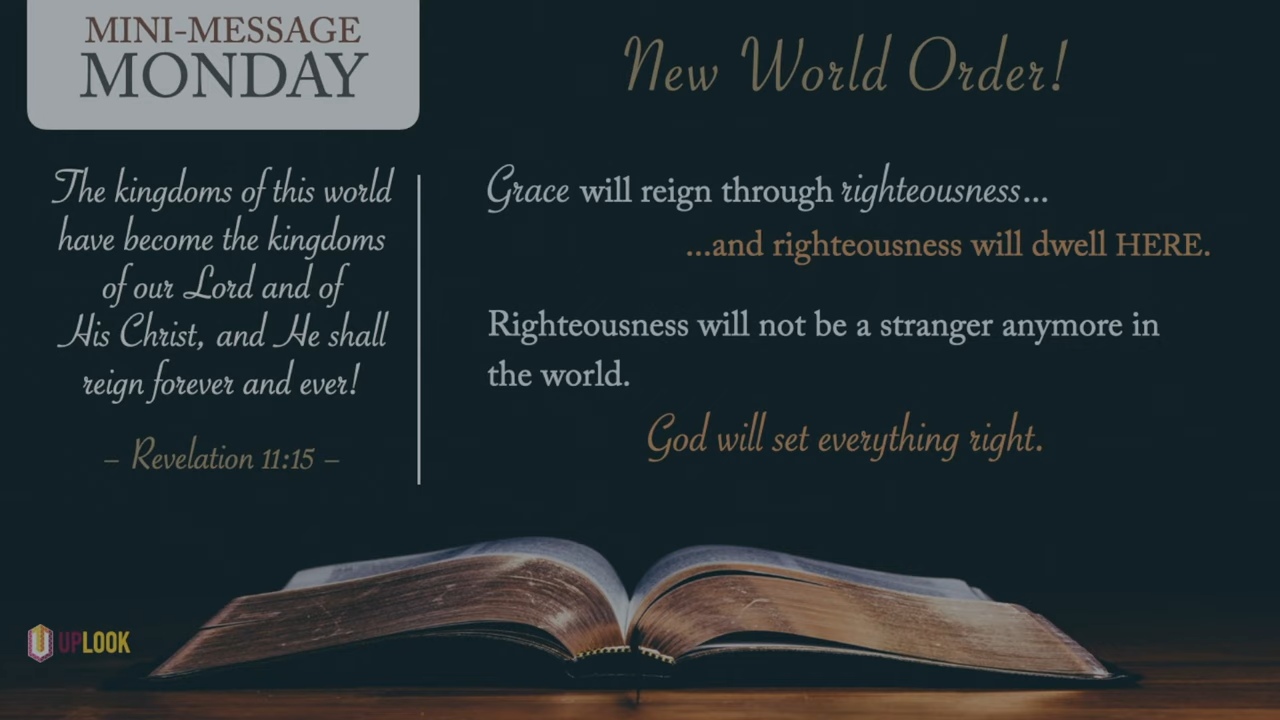 MINI-MESSAGE
MONDAY
New World Order!
The kingdoms of this world
have become the kingdoms
of our Lord and of
His Christ, and He shall
reign forever and ever!
– Revelation 11:15 –
Grace will reign through righteousness...
...and righteousness will dwell HERE.
Righteousness will not be a stranger anymore in
the world.
God will set everything right.
UPLOOK